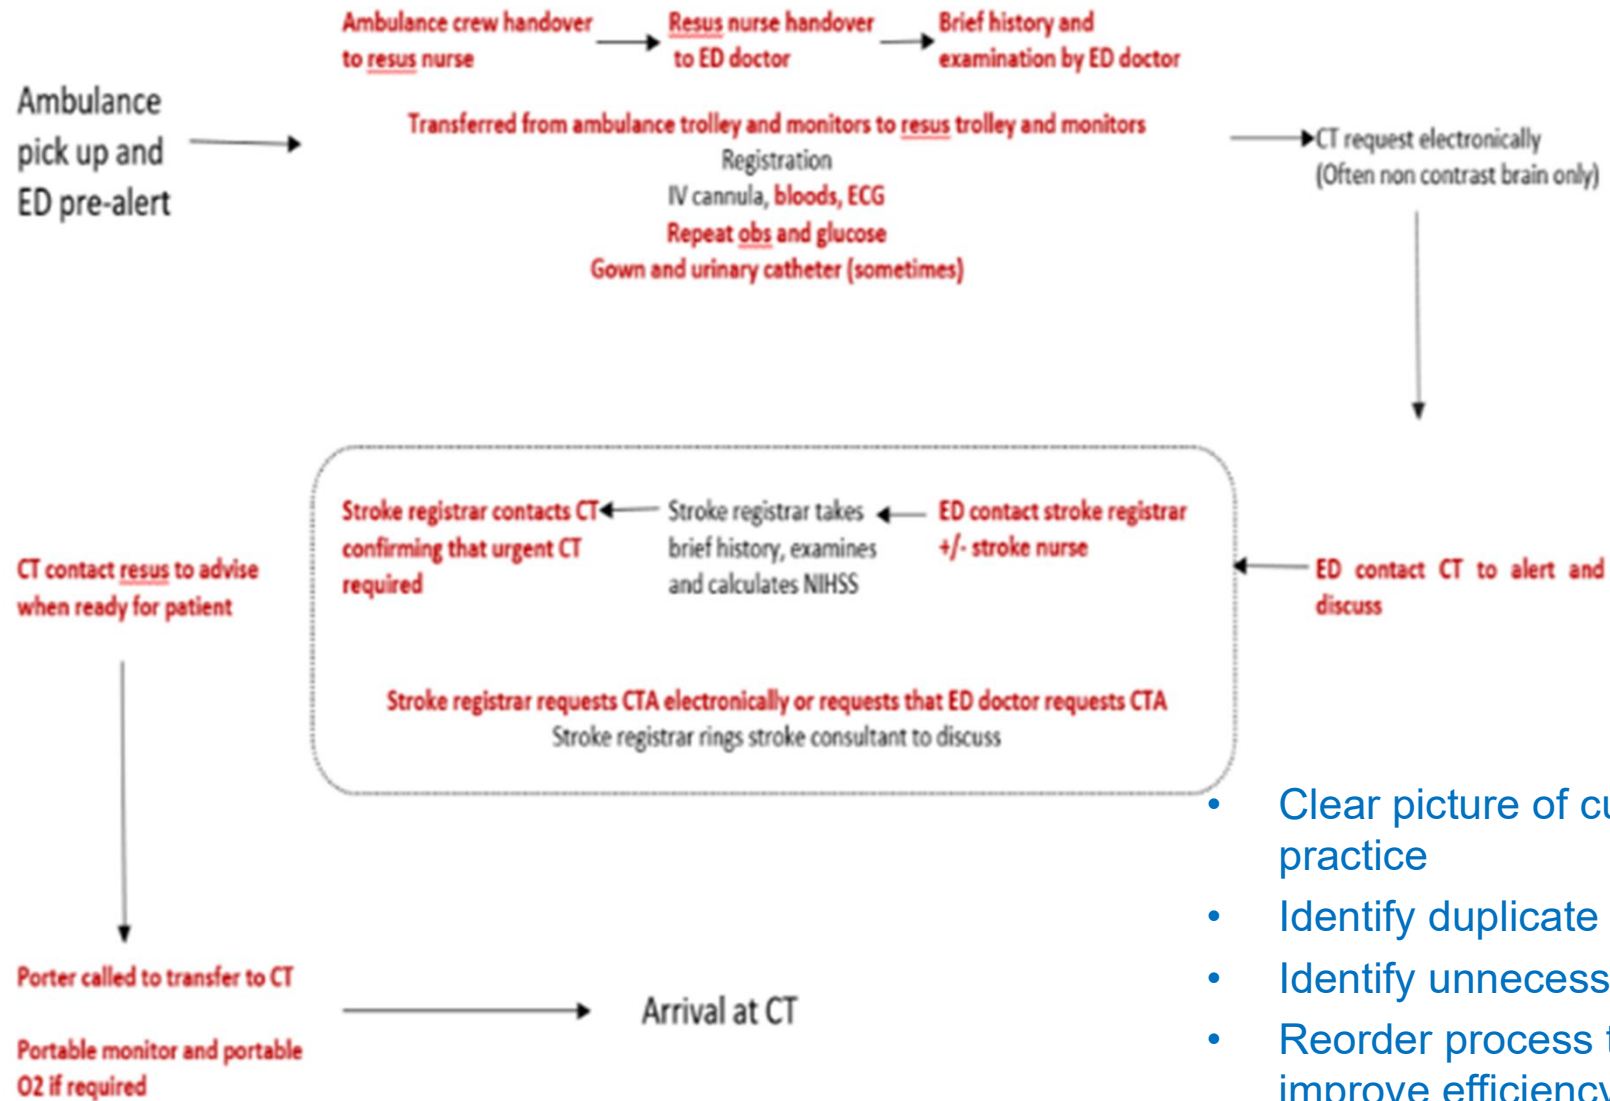 Ambulance
pick up and
ED pre-alert
Ambulance crew handover
to resus nurse
Resus nurse handover
to ED doctor
Brief history and
examination by ED doctor
Transferred from ambulance trolley and monitors to resus trolley and monitors
Registration
IV cannula, bloods, ECG
Repeat obs and glucose
Gown and urinary catheter (sometimes)
CT request electronically
(Often non contrast brain only)
ED contact CT to alert and
discuss
ED contact stroke registrar
+/- stroke nurse
Stroke registrar takes
brief history, examines
and calculates NIHSS
Stroke registrar contacts CT
confirming that urgent CT
required
Stroke registrar requests CTA electronically or requests that ED doctor requests CTA
Stroke registrar rings stroke consultant to discuss
CT contact resus to advise
when ready for patient
Porter called to transfer to CT
Portable monitor and portable
O2 if required
Arrival at CT
• Clear picture of
practice
• Identify duplicate
• Identify
• Reorder process
improve efficiency